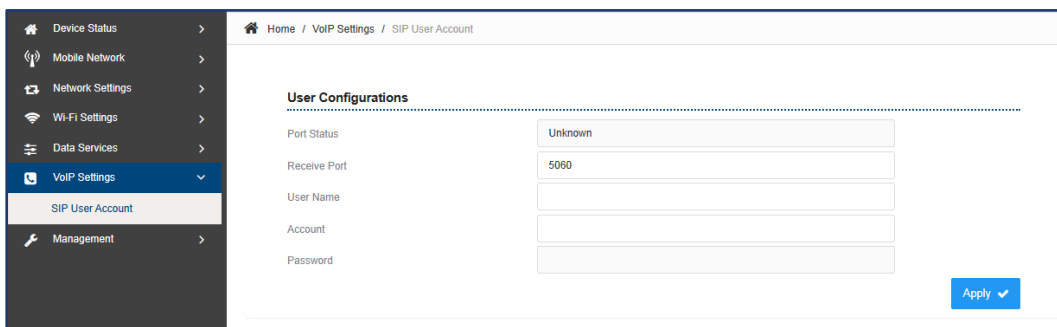 Device Status
Mobile Network
Network Settings
Wi-Fi Settings
Data Services
VoIP Settings
SIP User Account
Management
Home / VoIP Settings / SIP User Account
User Configurations
Port Status Unknown
Receive Port 5060
User Name
Account
Password
Apply